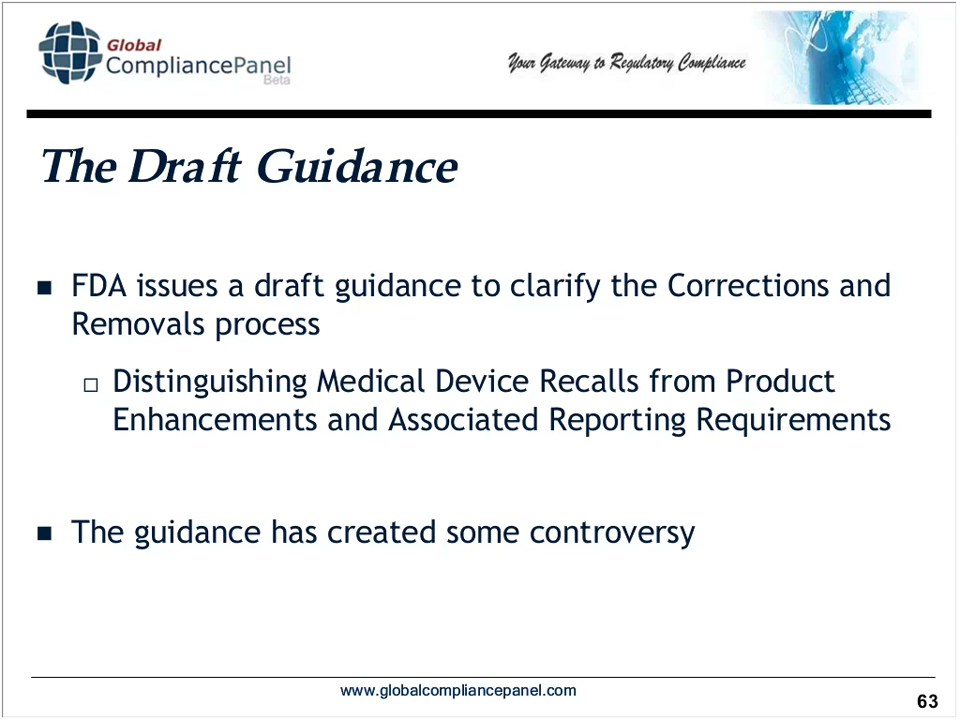 Global
CompliancePanel
Beta
Your Gateway to Regulatory Compliance
The Draft Guidance
FDA issues a draft guidance to clarify the Corrections and
Removals process
Distinguishing Medical Device Recalls from Product
Enhancements and Associated Reporting Requirements
The guidance has created some controversy
www.globalcompliancepanel.com
63